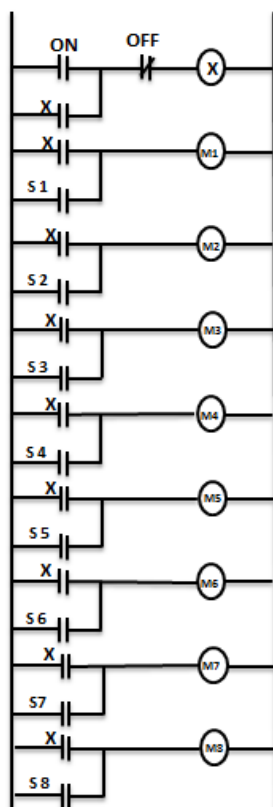 ON OFF
X
X
X M1
S 1
X M2
S 2
X M3
S 3
X M4
S 4
X M5
S 5
X M6
S 6
X M7
S7
X M8
S 8